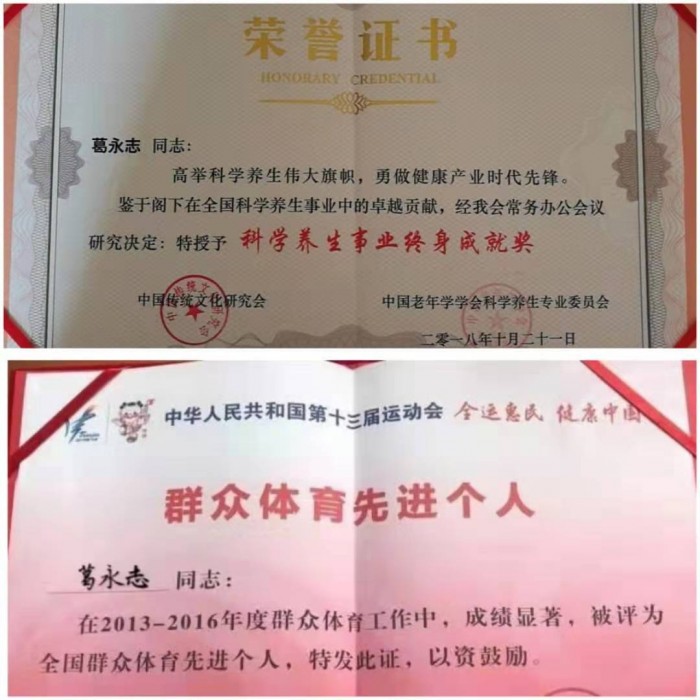 荣誉证书
HONORARY CREDENTIAL
葛永志 同志:
高举科学养生伟大旗帜,勇做健康产业时代先锋。
鉴于阁下在全国科学养生事业中的卓越贡献,经我会常务办公会议
研究决定:特授予 科学养生事业终身成就奖
中国传统文化研究会 中国老年学学会科学养生专业委员会
二零一八年十月二十一日
中华人民共和国第十三届运动会 全运惠民 健康中国
群众体育先进个人
葛永志 同志:
在2013-2016年度群众体育工作中,成绩显著,被评为
全国群众体育先进个人,特发此证,以资鼓励。